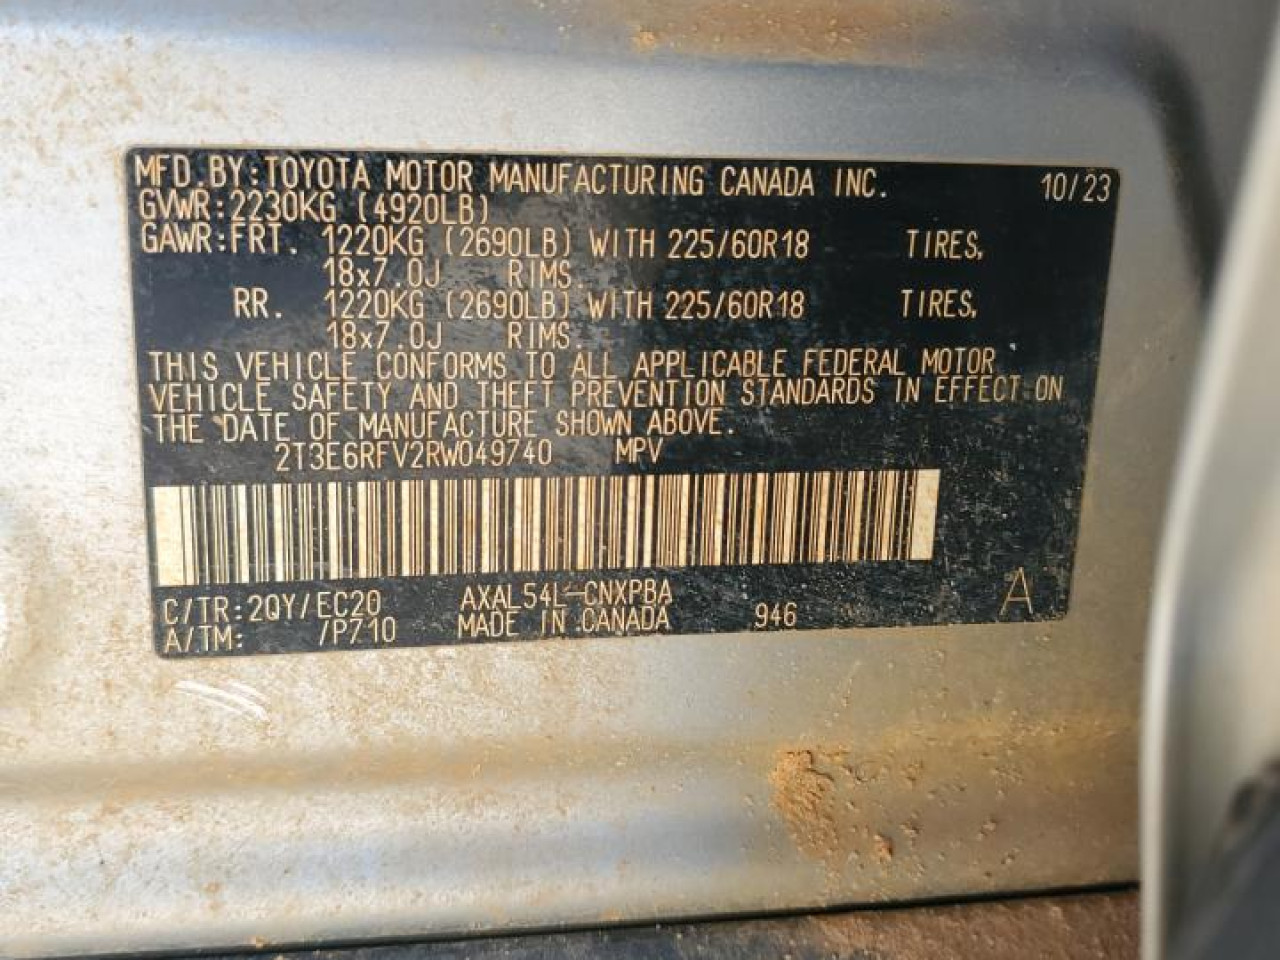 MFD.BY:TOYOTA MOTOR MANUFACTURING CANADA INC. 10/23
GVWR:2230KG (4920LB)
GAWR:FRT. 1220KG (2690LB) WITH 225/60R18 TIRES,
18x7.0J RIMS.
RR. 1220KG (2690LB) WITH 225/60R18 TIRES,
18x7.0J RIMS.
THIS VEHICLE CONFORMS TO ALL APPLICABLE FEDERAL MOTOR
VEHICLE SAFETY AND THEFT PREVENTION STANDARDS IN EFFECT ON
THE DATE OF MANUFACTURE SHOWN ABOVE.
2T3E6RFV2RW049740 MPV
C/TR:2QY/EC20 AXAL54L-CNXPBA A
A/TM: /P710 MADE IN CANADA 946